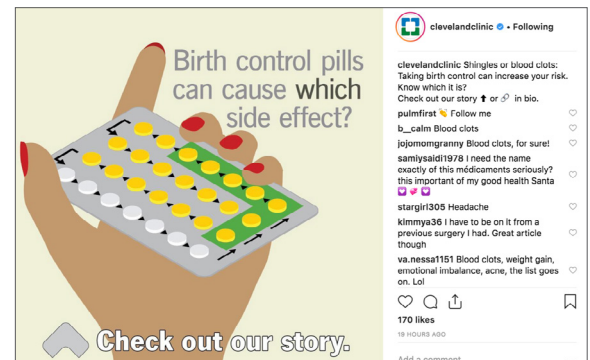 Birth control pills
can cause which
side effect?
Check out our story.
clevelandclinic • Following
clevelandclinic Shingles or blood clots:
Taking birth control can increase your risk.
Know which it is?
Check out our story ⬆ or 🔗 in bio.
pulmfirst 👋 Follow me
b__calm Blood clots
jojomomgranny Blood clots, for sure!
samiysaidi1978 I need the name
exactly of this médicaments seriously?
this important of my good health Santa
stargirl305 Headache
kimmya36 I have to be on it from a
previous surgery I had. Great article
though
va.nessa1151 Blood clots, weight gain,
emotional imbalance, acne, the list goes
on. Lol
170 likes
18 HOURS AGO
Add a comment